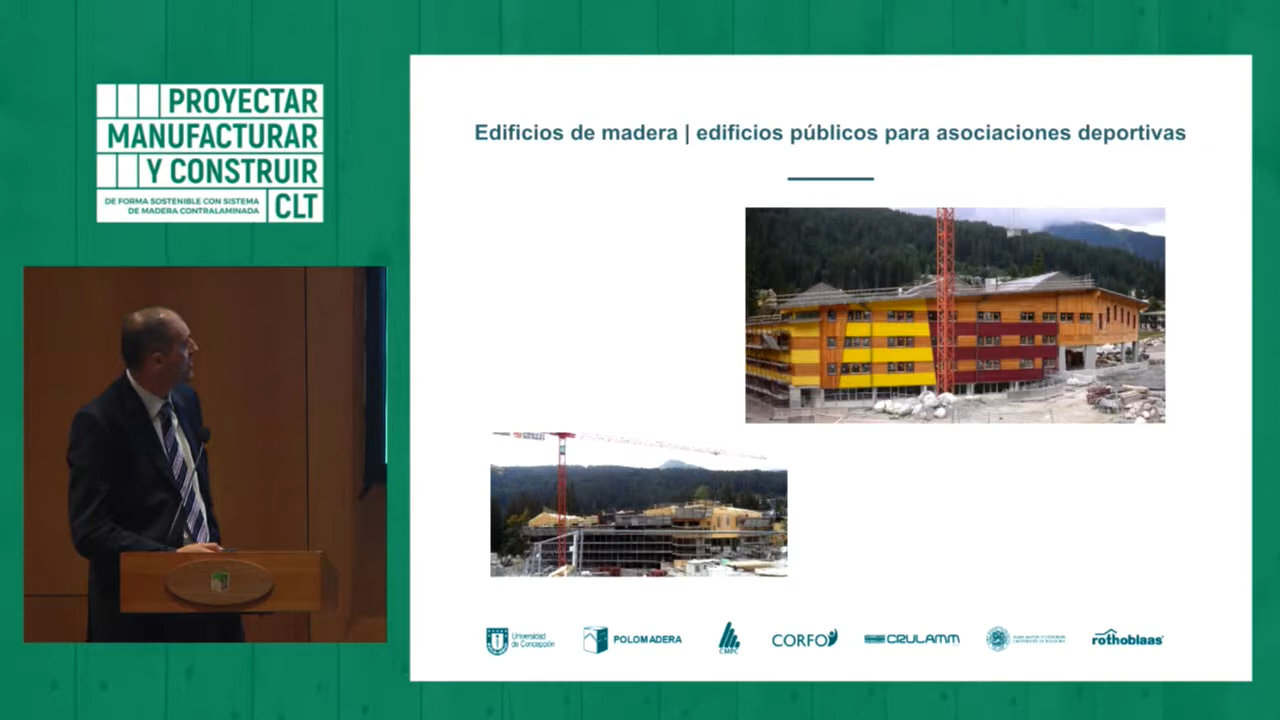 PROYECTAR
MANUFACTURAR
Y CONSTRUIR
DE FORMA SOSTENIBLE CON SISTEMA
DE MADERA CONTRALAMINADA
CLT
Edificios de madera | edificios públicos para asociaciones deportivas
Universidad
de Concepción
POLOMADERA
CMPC
CORFO
CRULAMM
rothoblaas